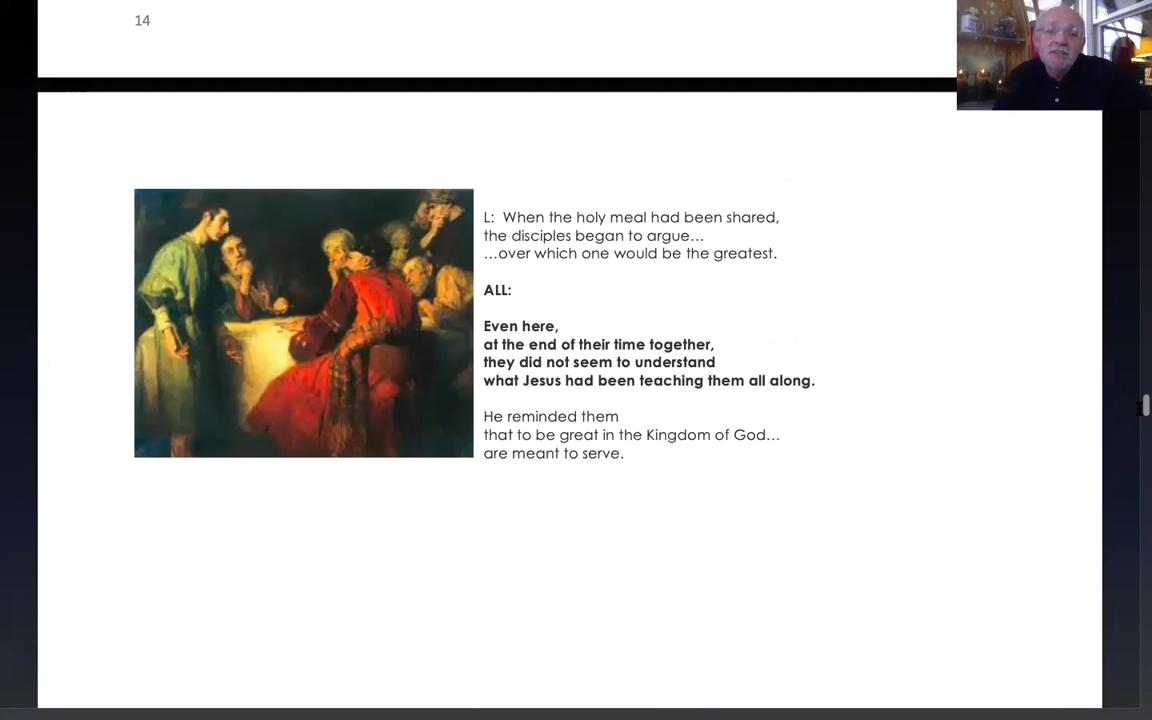 14
L:  When the holy meal had been shared,
the disciples began to argue…
…over which one would be the greatest.
ALL:
Even here,
at the end of their time together,
they did not seem to understand
what Jesus had been teaching them all along.
He reminded them
that to be great in the Kingdom of God…
are meant to serve.